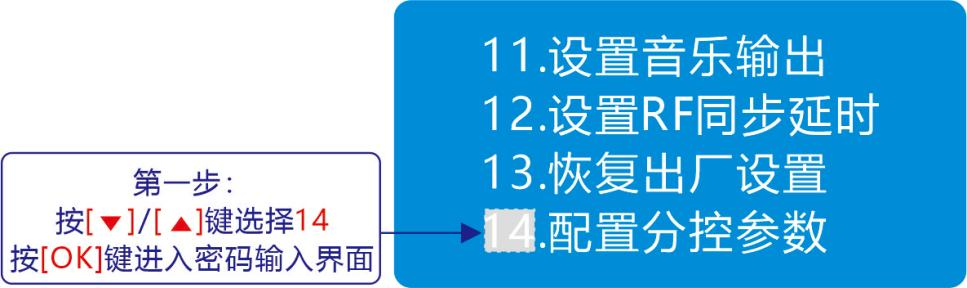 第一步：
按[▼]/[▲]键选择14
按[OK]键进入密码输入界面
11.设置音乐输出
12.设置RF同步延时
13.恢复出厂设置
14.配置分控参数